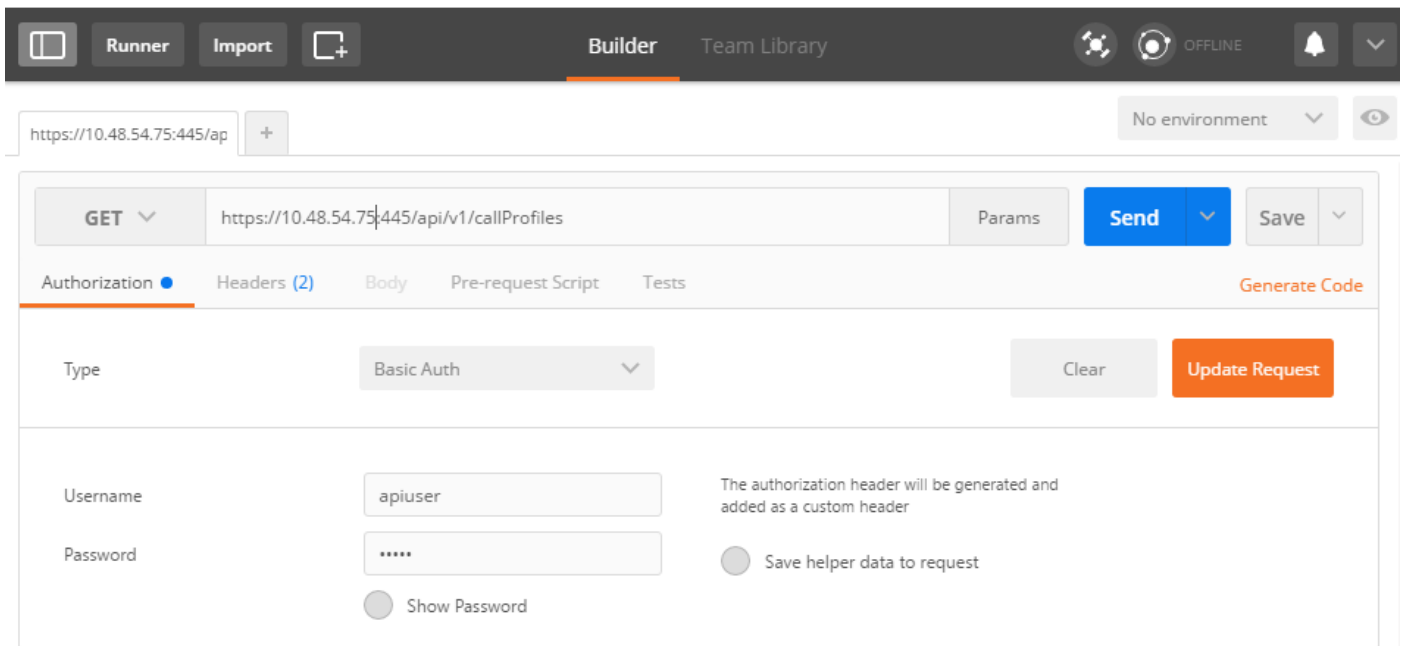 Runner Import Builder Team Library OFFLINE
https://10.48.54.75:445/ap + No environment
GET https://10.48.54.75:445/api/v1/callProfiles Params Send Save
Authorization Headers (2) Body Pre-request Script Tests Generate Code
Type Basic Auth Clear Update Request
Username apiuser The authorization header will be generated and
added as a custom header
Password •••••
Save helper data to request
Show Password